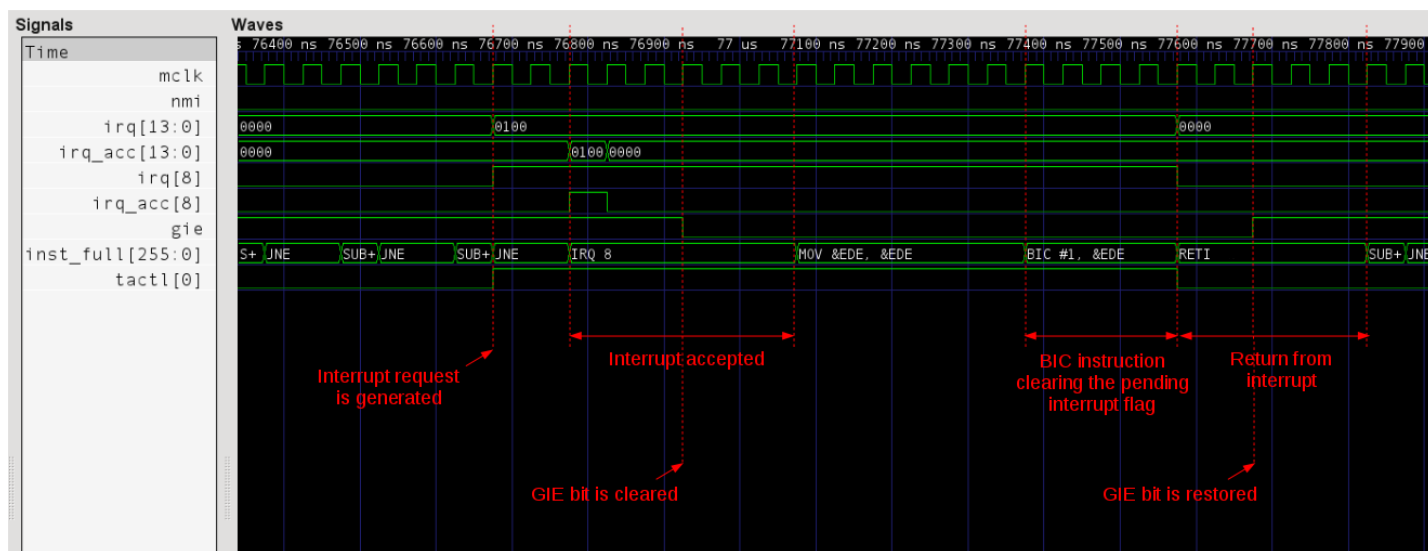 Signals
Waves
s 76400 ns 76500 ns 76600 ns 76700 ns 76800 ns 76900 ns 77 us 77100 ns 77200 ns 77300 ns 77400 ns 77500 ns 77600 ns 77700 ns 77800 ns 77900
Time
mclk
nmi
irq[13:0] 0000 0100 0000
irq_acc[13:0] 0000 0100 0000
irq[8]
irq_acc[8]
gie
inst_full[255:0] S+ JNE SUB+ JNE SUB+ JNE IRQ 8 MOV &EDE, &EDE BIC #1, &EDE RETI SUB+ JNE
tactl[0]
Interrupt request
is generated
Interrupt accepted
BIC instruction
clearing the pending
interrupt flag
Return from
interrupt
GIE bit is cleared
GIE bit is restored